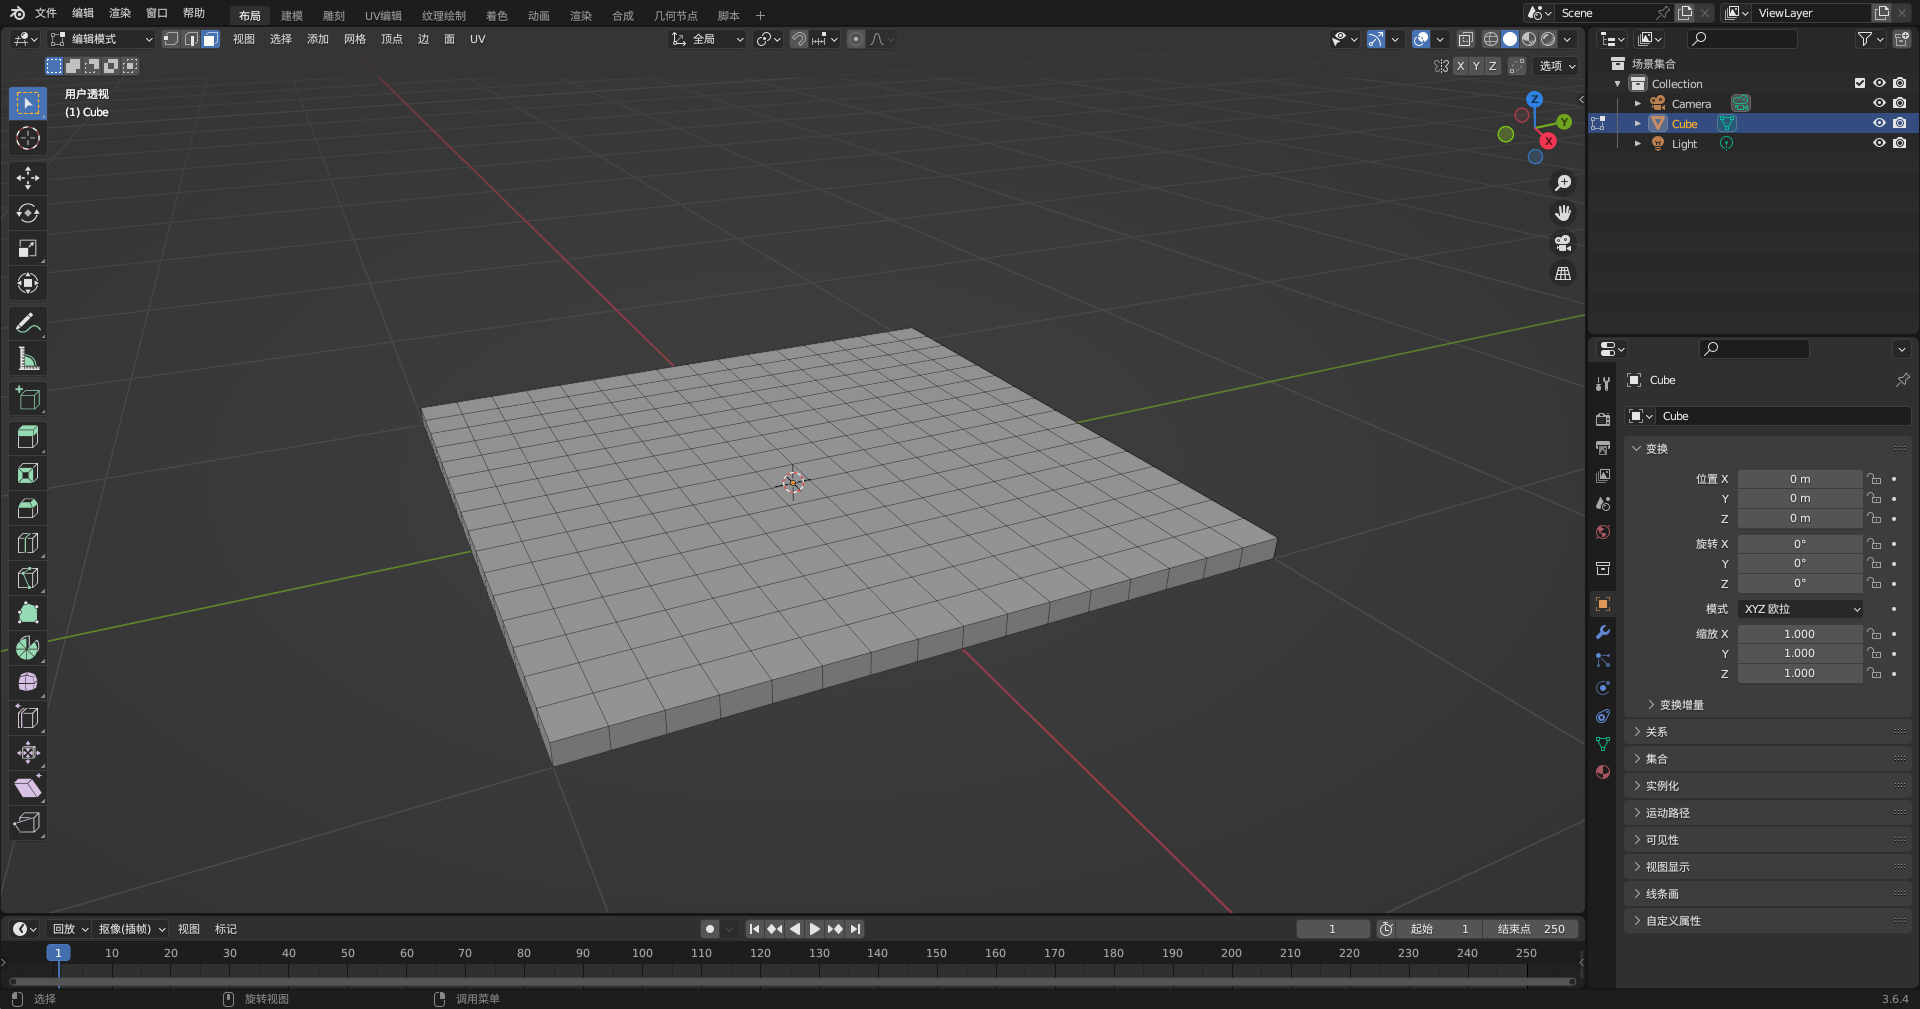 文件 编辑 渲染 窗口 帮助 布局 建模 雕刻 UV编辑 纹理绘制 着色 动画 渲染 合成 几何节点 脚本 + Scene ViewLayer
编辑模式 视图 选择 添加 网格 顶点 边 面 UV 全局
X Y Z 选项
用户透视
(1) Cube
Z
Y
X
场景集合
Collection
Camera
Cube
Light
Cube
Cube
变换
位置 X 0 m
Y 0 m
Z 0 m
旋转 X 0°
Y 0°
Z 0°
模式 XYZ 欧拉
缩放 X 1.000
Y 1.000
Z 1.000
变换增量
关系
集合
实例化
运动路径
可见性
视图显示
线条画
自定义属性
回放 抠像(插帧) 视图 标记 1 起始 1 结束点 250
1 10 20 30 40 50 60 70 80 90 100 110 120 130 140 150 160 170 180 190 200 210 220 230 240 250
选择 旋转视图 调用菜单 3.6.4